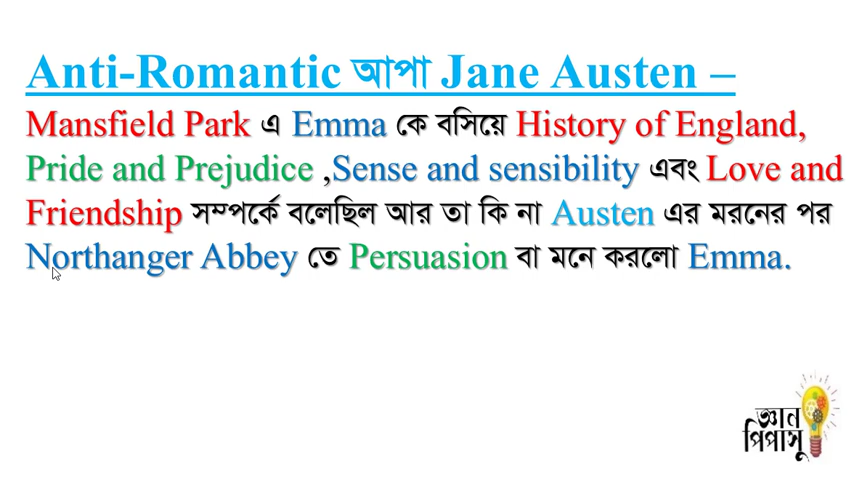 Anti-Romantic আপা Jane Austen –
Mansfield Park এ Emma কে বসিয়ে History of England,
Pride and Prejudice ,Sense and sensibility এবং Love and
Friendship সম্পর্কে বলেছিল আর তা কি না Austen এর মরনের পর
Northanger Abbey তে Persuasion বা মনে করলো Emma.
জ্ঞান
পিপাসু